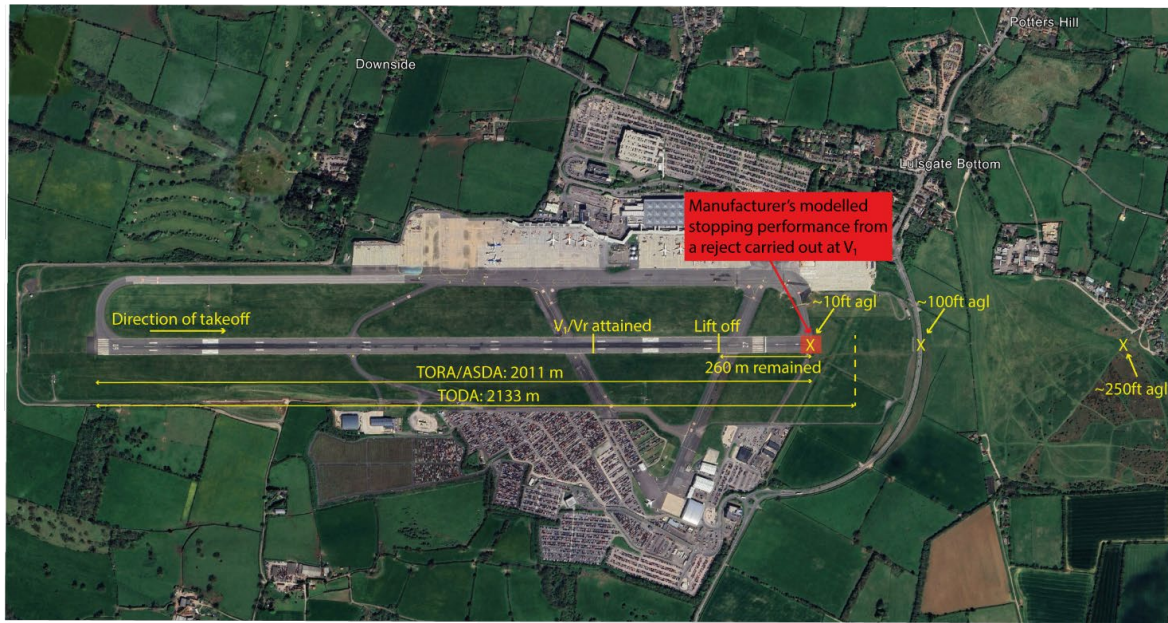 Potters Hill
Downside
Lulsgate Bottom
Manufacturer's modelled
stopping performance from
a reject carried out at V₁
~10ft agl
~100ft agl
Direction of takeoff
V₁/Vr attained
Lift off
X
X
X
260 m remained
TORA/ASDA: 2011 m
~250ft agl
TODA: 2133 m